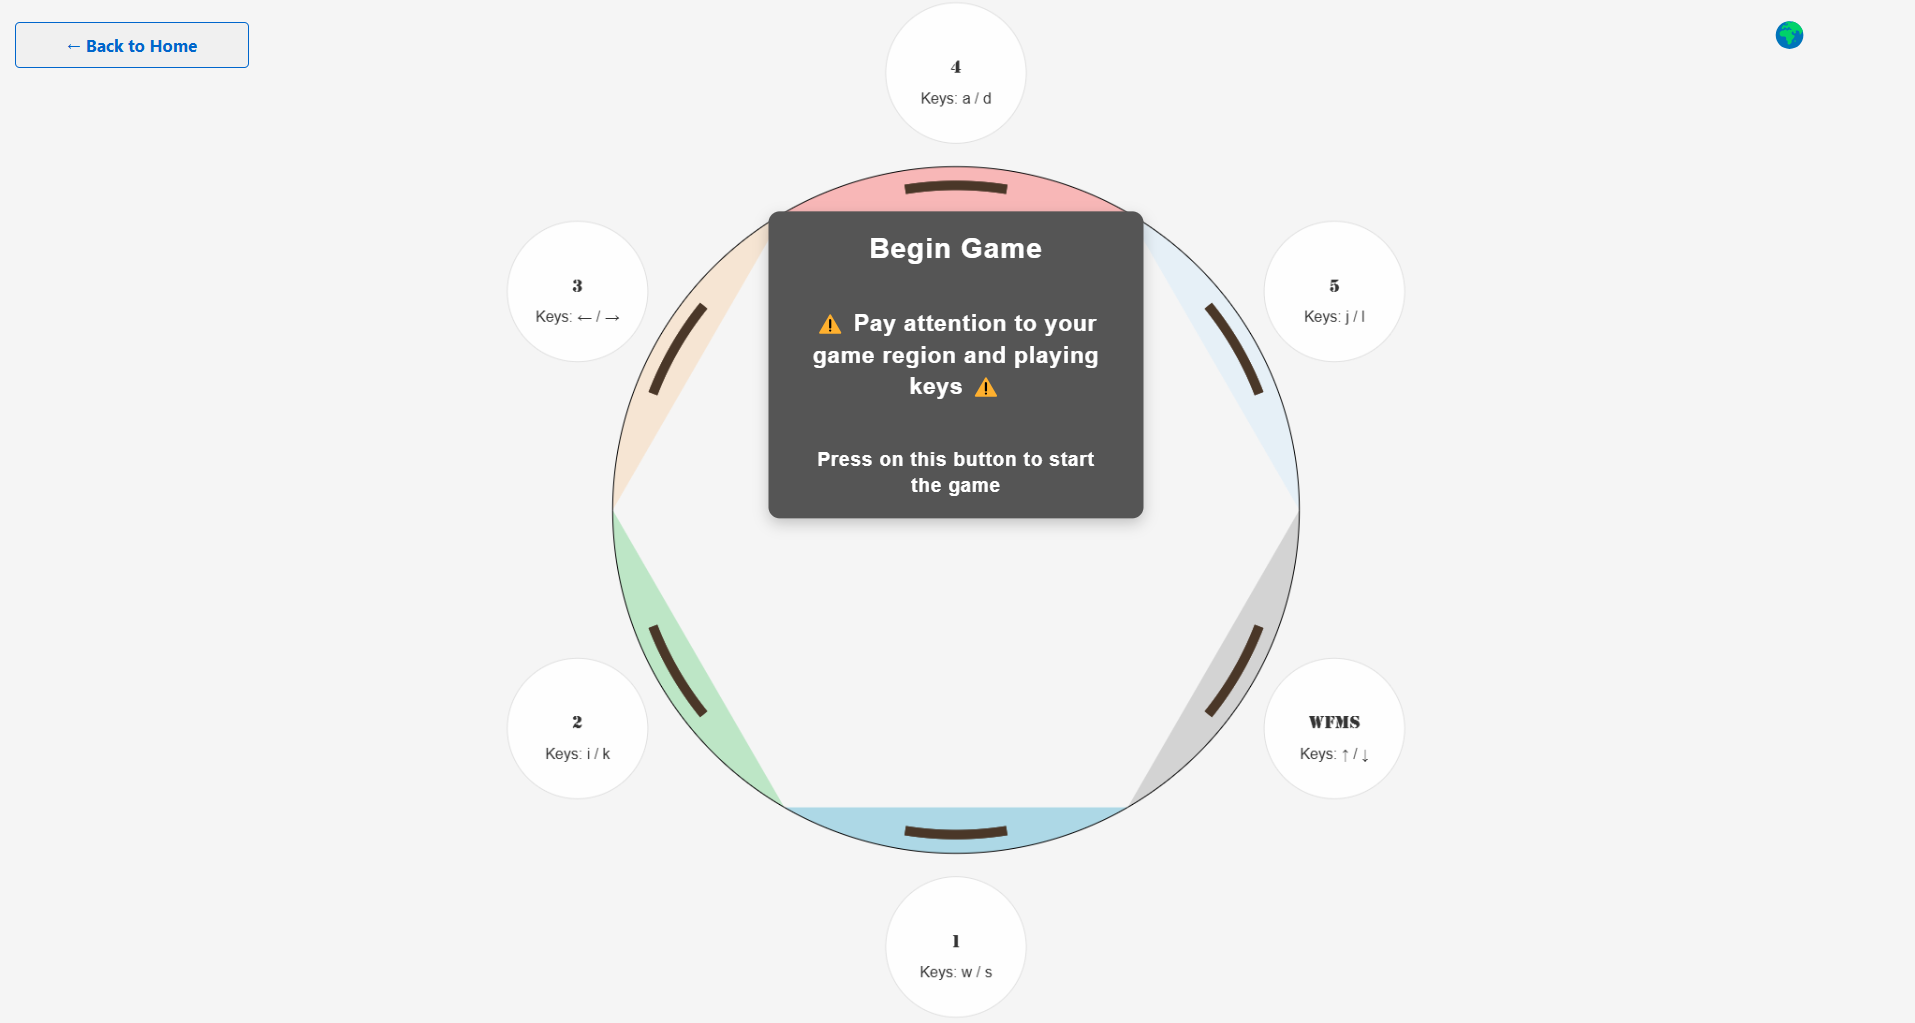 ← Back to Home
4
Keys: a / d
3
Keys: ← / →
5
Keys: j / l
Begin Game
⚠ Pay attention to your
game region and playing
keys ⚠
Press on this button to start
the game
2
Keys: i / k
WFMS
Keys: ↑ / ↓
1
Keys: w / s